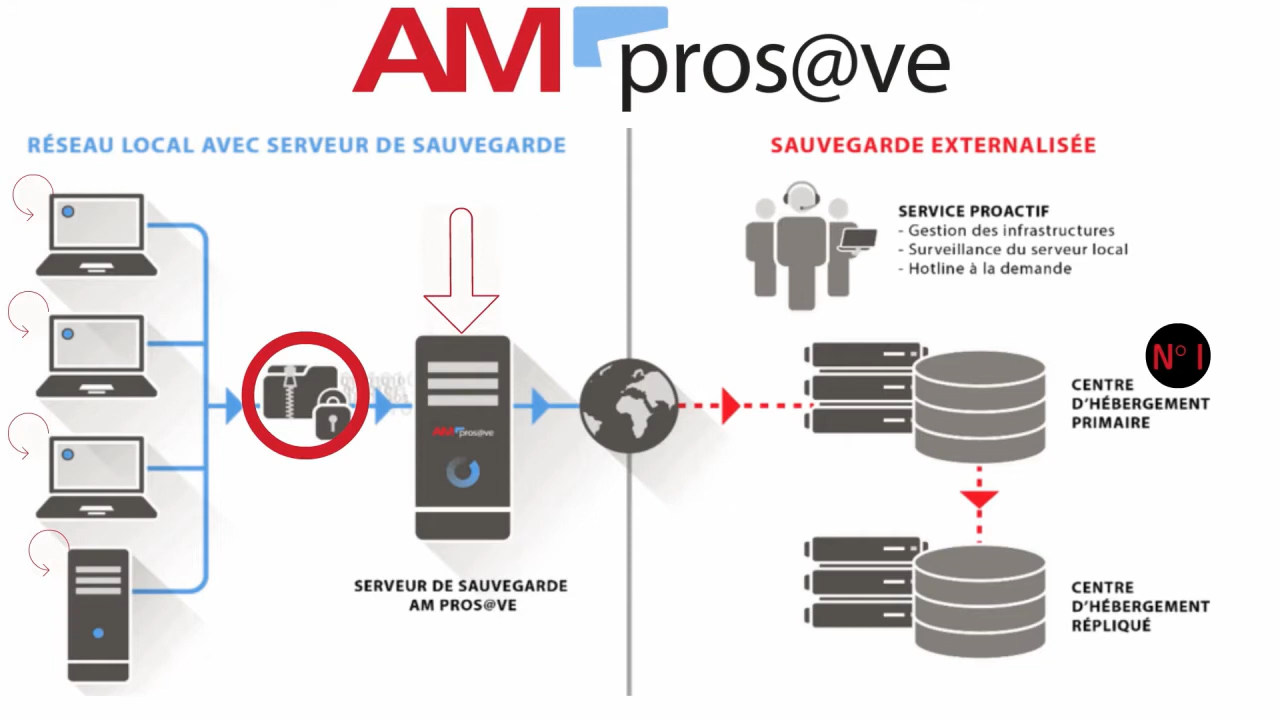 AM pros@ve
RÉSEAU LOCAL AVEC SERVEUR DE SAUVEGARDE
SAUVEGARDE EXTERNALISÉE
SERVICE PROACTIF
- Gestion des infrastructures
- Surveillance du serveur local
- Hotline à la demande
N° 1
CENTRE
D'HÉBERGEMENT
PRIMAIRE
AM pros@ve
SERVEUR DE SAUVEGARDE
AM PROS@VE
CENTRE
D'HÉBERGEMENT
RÉPLIQUÉ